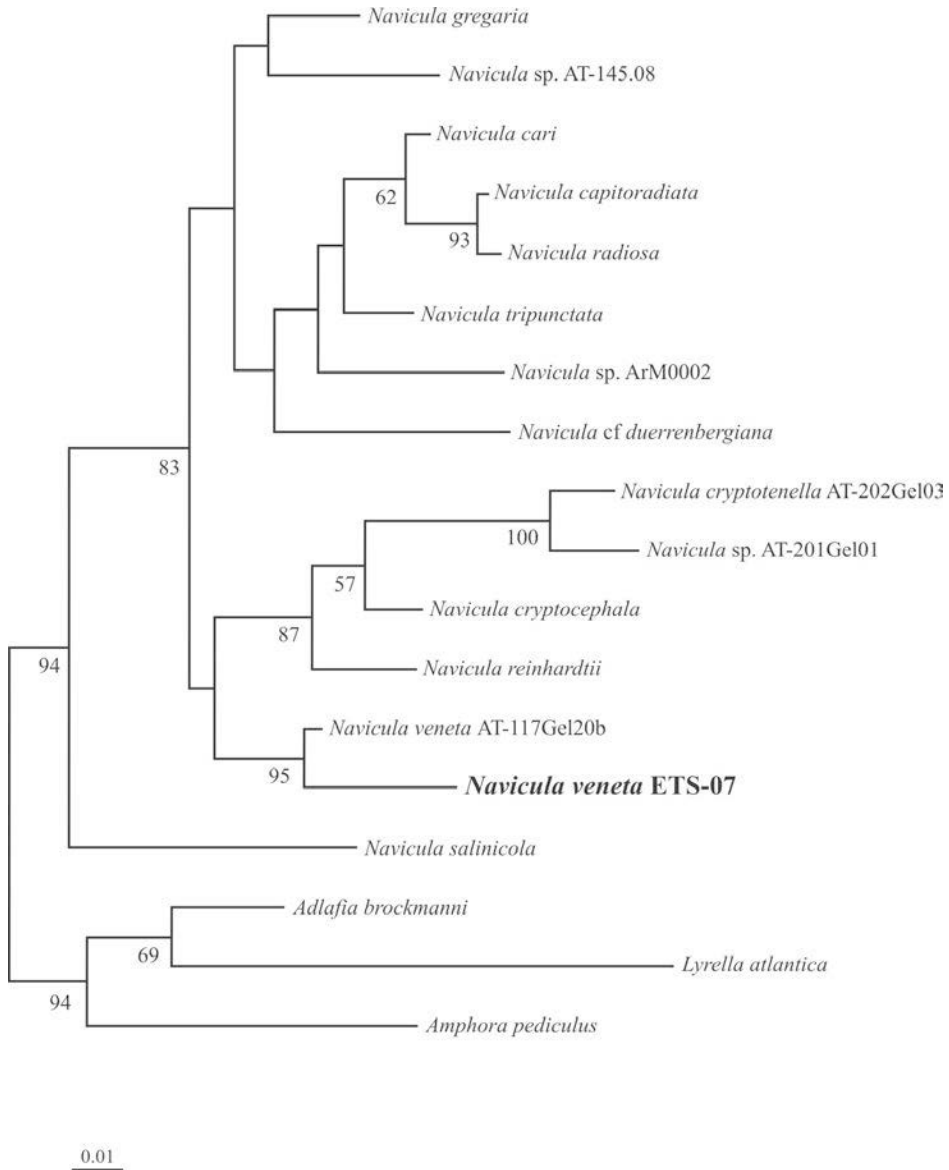 Navicula gregaria
Navicula sp. AT-145.08
Navicula cari
62
Navicula capitoradiata
93
Navicula radiosa
Navicula tripunctata
Navicula sp. ArM0002
Navicula cf duerrenbergiana
83
Navicula cryptotenella AT-202Gel03
100
Navicula sp. AT-201Gel01
57
Navicula cryptocephala
87
Navicula reinhardtii
94
Navicula veneta AT-117Gel20b
95
Navicula veneta ETS-07
Navicula salinicola
Adlafia brockmanni
69
Lyrella atlantica
94
Amphora pediculus
0.01